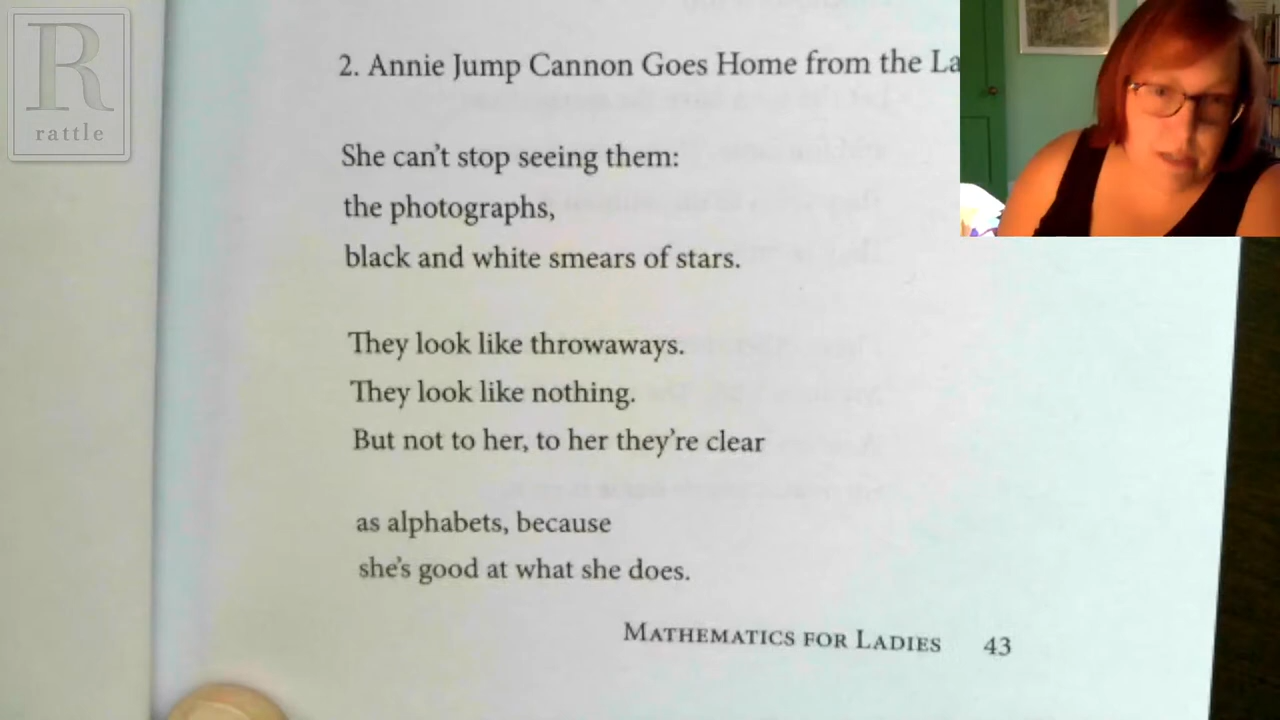 R
rattle
2. Annie Jump Cannon Goes Home from the La
She can't stop seeing them:
the photographs,
black and white smears of stars.
They look like throwaways.
They look like nothing.
But not to her, to her they're clear
as alphabets, because
she's good at what she does.
MATHEMATICS FOR LADIES 43